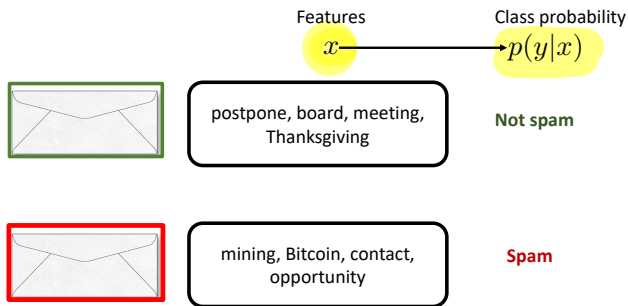 Features
Class probability
x
p(y|x)
postpone, board, meeting,
Thanksgiving
Not spam
mining, Bitcoin, contact,
opportunity
Spam